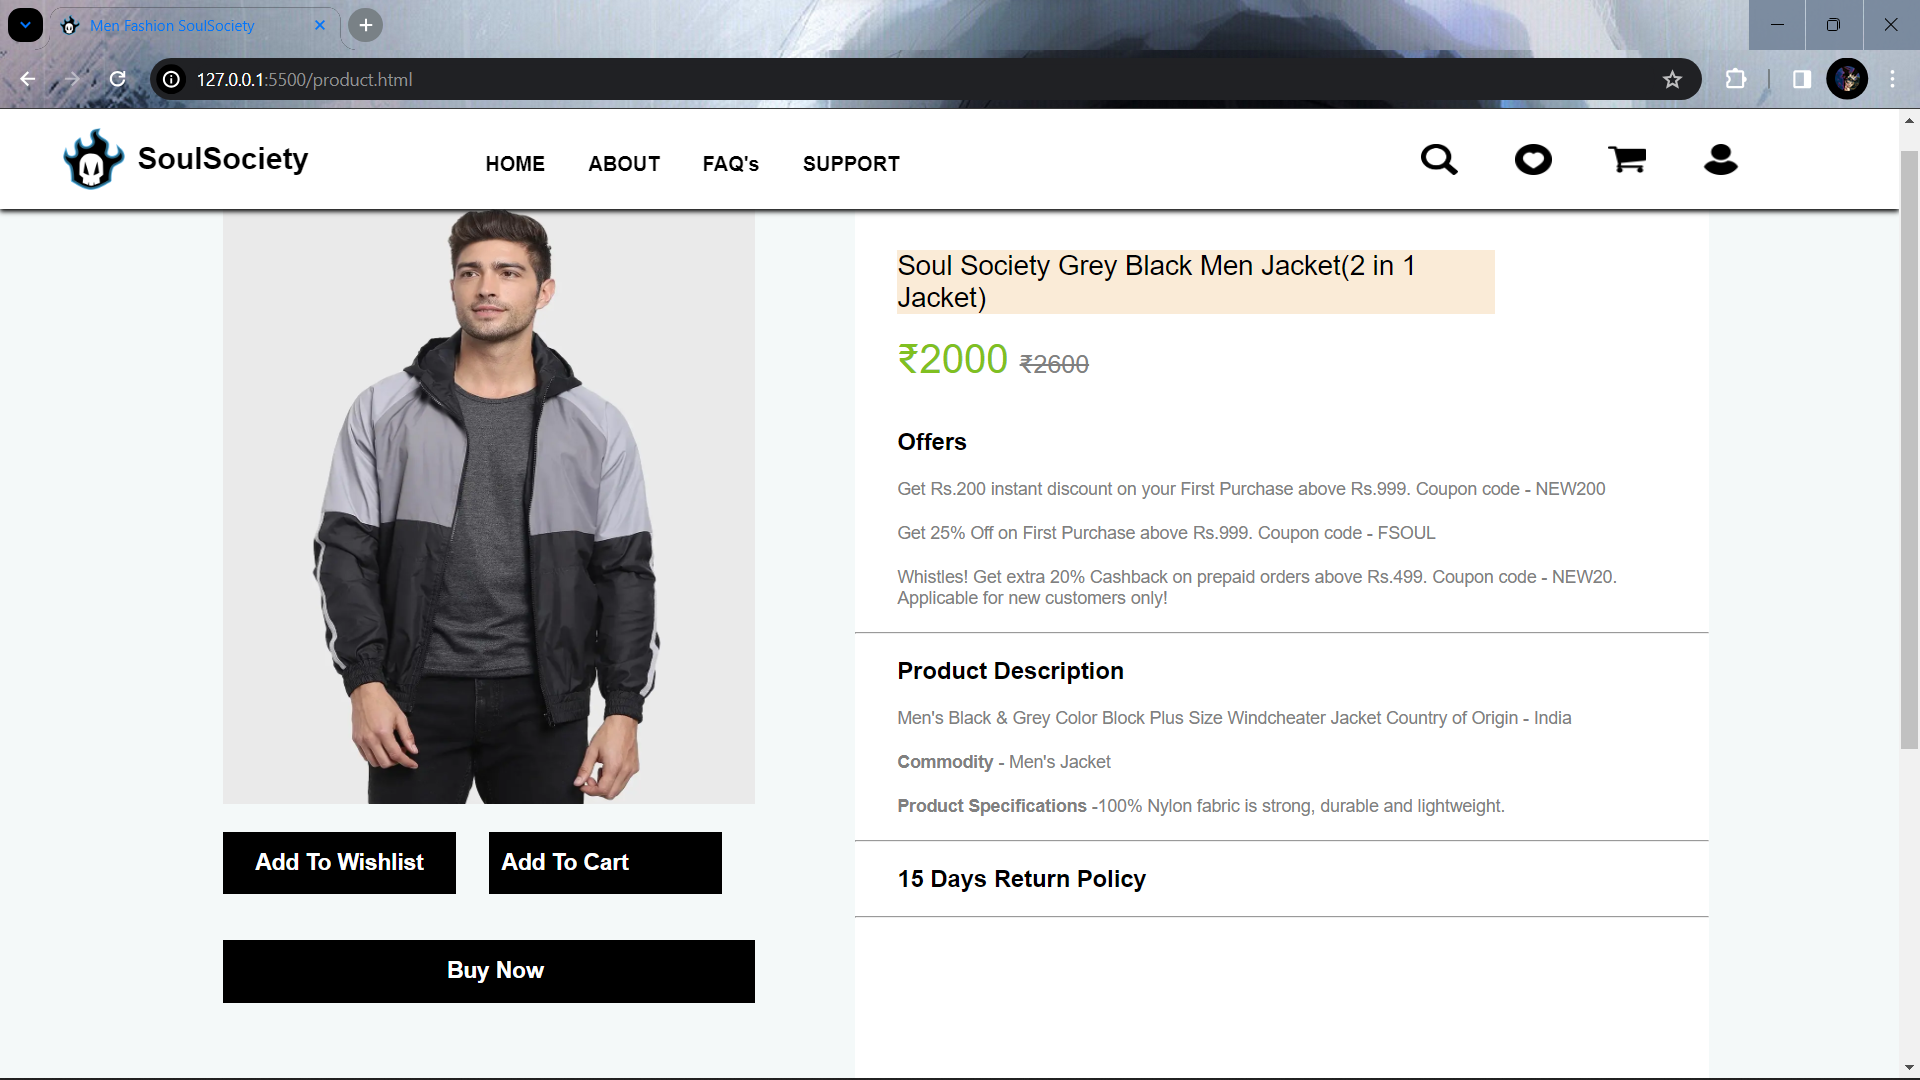 Men Fashion SoulSociety
127.0.0.1:5500/product.html
SoulSociety
HOME ABOUT FAQ's SUPPORT
Soul Society Grey Black Men Jacket(2 in 1
Jacket)
₹2000 ₹2600
Offers
Get Rs.200 instant discount on your First Purchase above Rs.999. Coupon code - NEW200
Get 25% Off on First Purchase above Rs.999. Coupon code - FSOUL
Whistles! Get extra 20% Cashback on prepaid orders above Rs.499. Coupon code - NEW20.
Applicable for new customers only!
Product Description
Men's Black & Grey Color Block Plus Size Windcheater Jacket Country of Origin - India
Commodity - Men's Jacket
Product Specifications -100% Nylon fabric is strong, durable and lightweight.
15 Days Return Policy
Add To Wishlist
Add To Cart
Buy Now